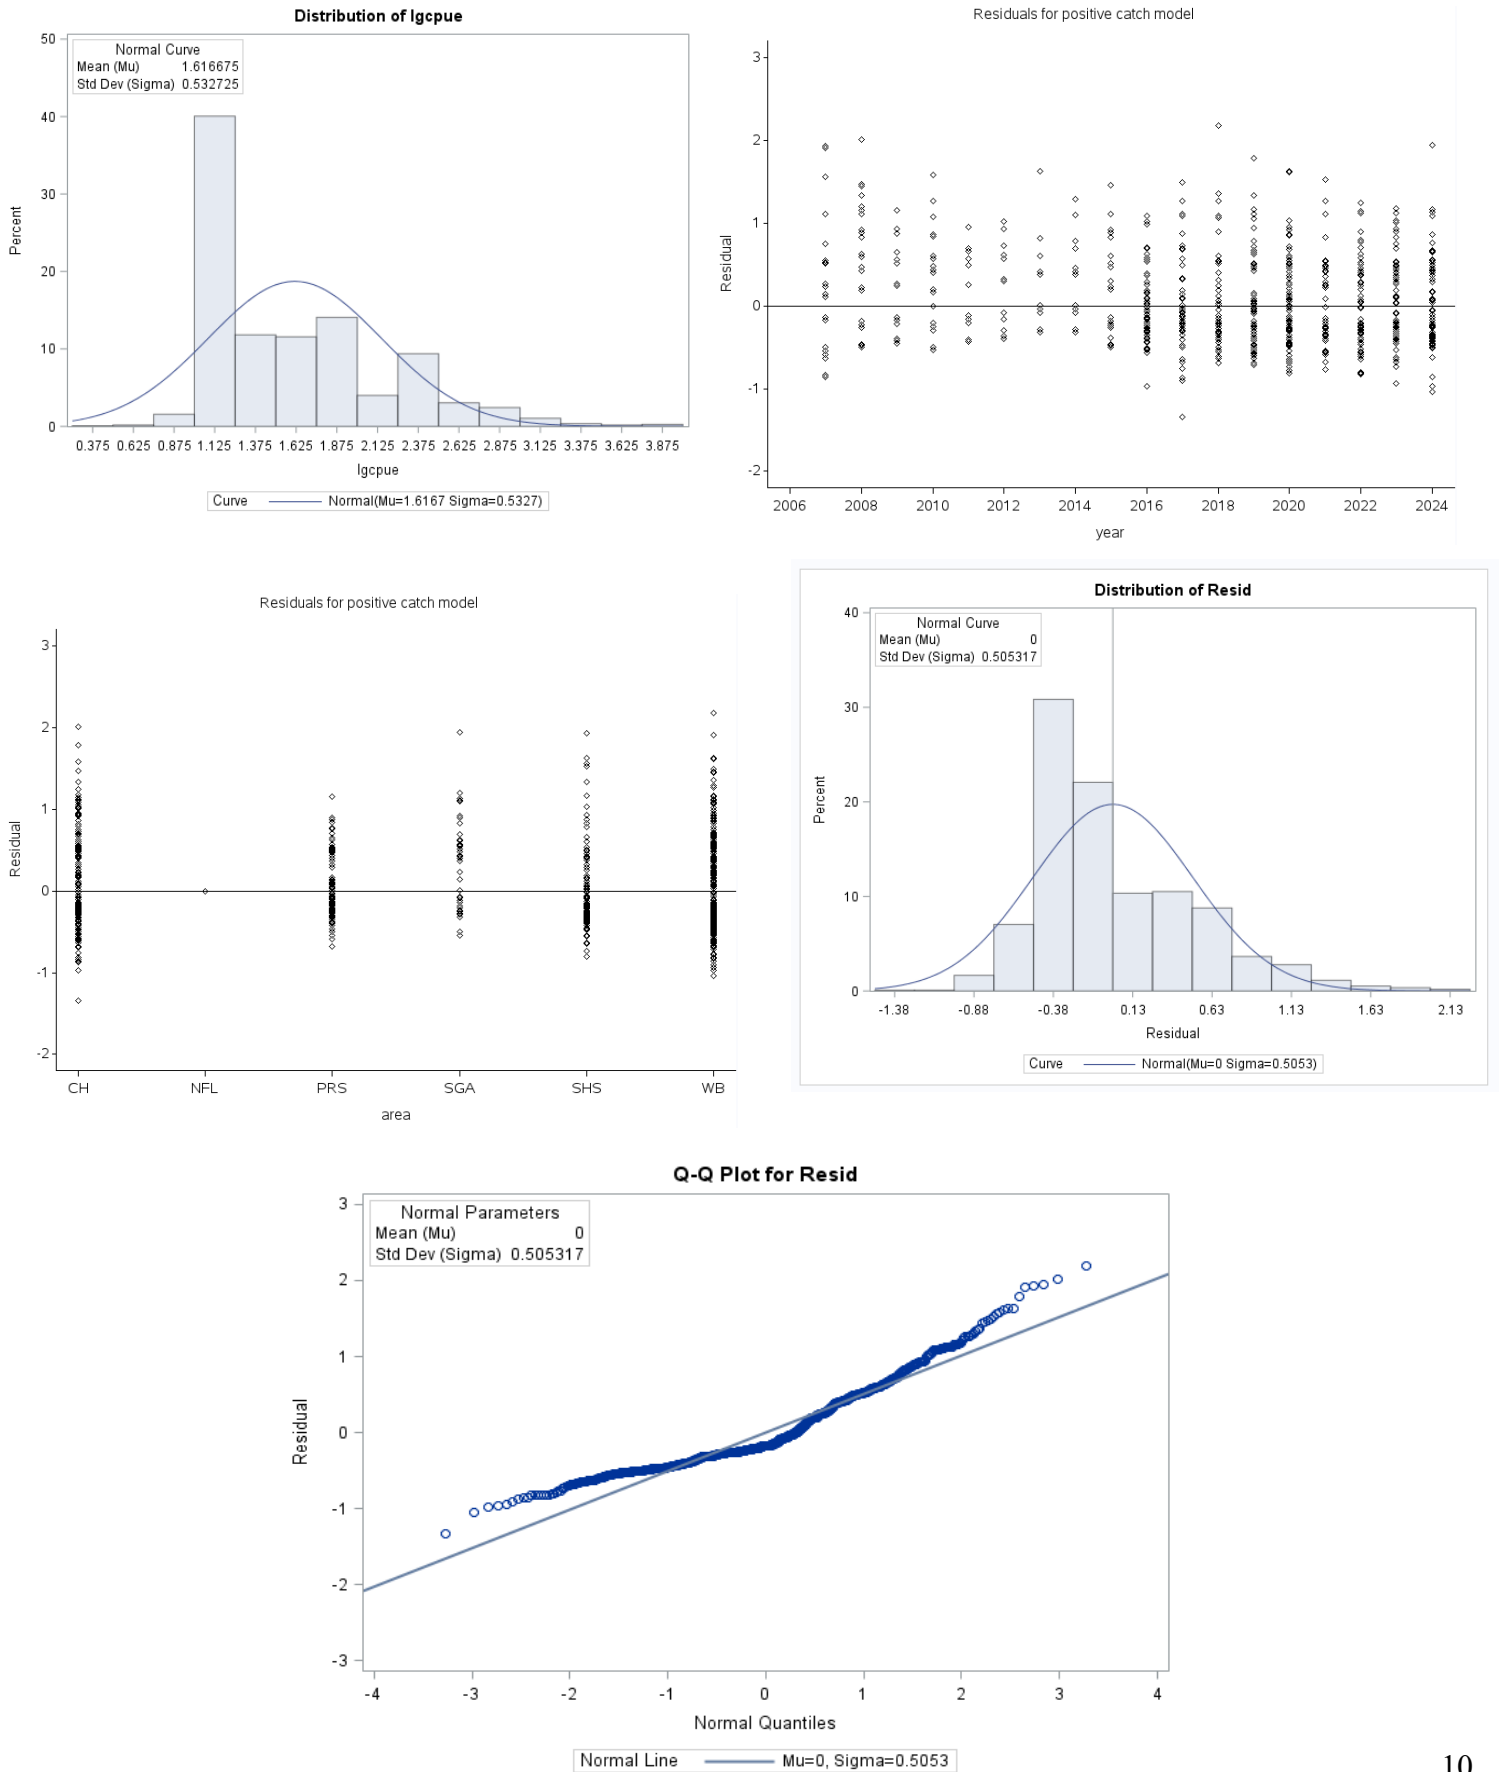 Distribution of lgcpue
50
Normal Curve
Mean (Mu) 1.616675
Std Dev (Sigma) 0.532725
40
30
20
10
0
Percent
0.375 0.625 0.875 1.125 1.375 1.625 1.875 2.125 2.375 2.625 2.875 3.125 3.375 3.625 3.875
lgcpue
Curve Normal(Mu=1.6167 Sigma=0.5327)
Residuals for positive catch model
3
2
1
0
-1
-2
Residual
2006 2008 2010 2012 2014 2016 2018 2020 2022 2024
year
Residuals for positive catch model
3
2
1
0
-1
-2
Residual
CH NFL PRS SGA SHS WB
area
Distribution of Resid
40
Normal Curve
Mean (Mu) 0
Std Dev (Sigma) 0.505317
30
20
10
0
Percent
-1.38 -0.88 -0.38 0.13 0.63 1.13 1.63 2.13
Residual
Curve Normal(Mu=0 Sigma=0.5053)
Q-Q Plot for Resid
3
Normal Parameters
Mean (Mu) 0
Std Dev (Sigma) 0.505317
2
1
0
-1
-2
-3
Residual
-4 -3 -2 -1 0 1 2 3 4
Normal Quantiles
Normal Line Mu=0, Sigma=0.5053
10